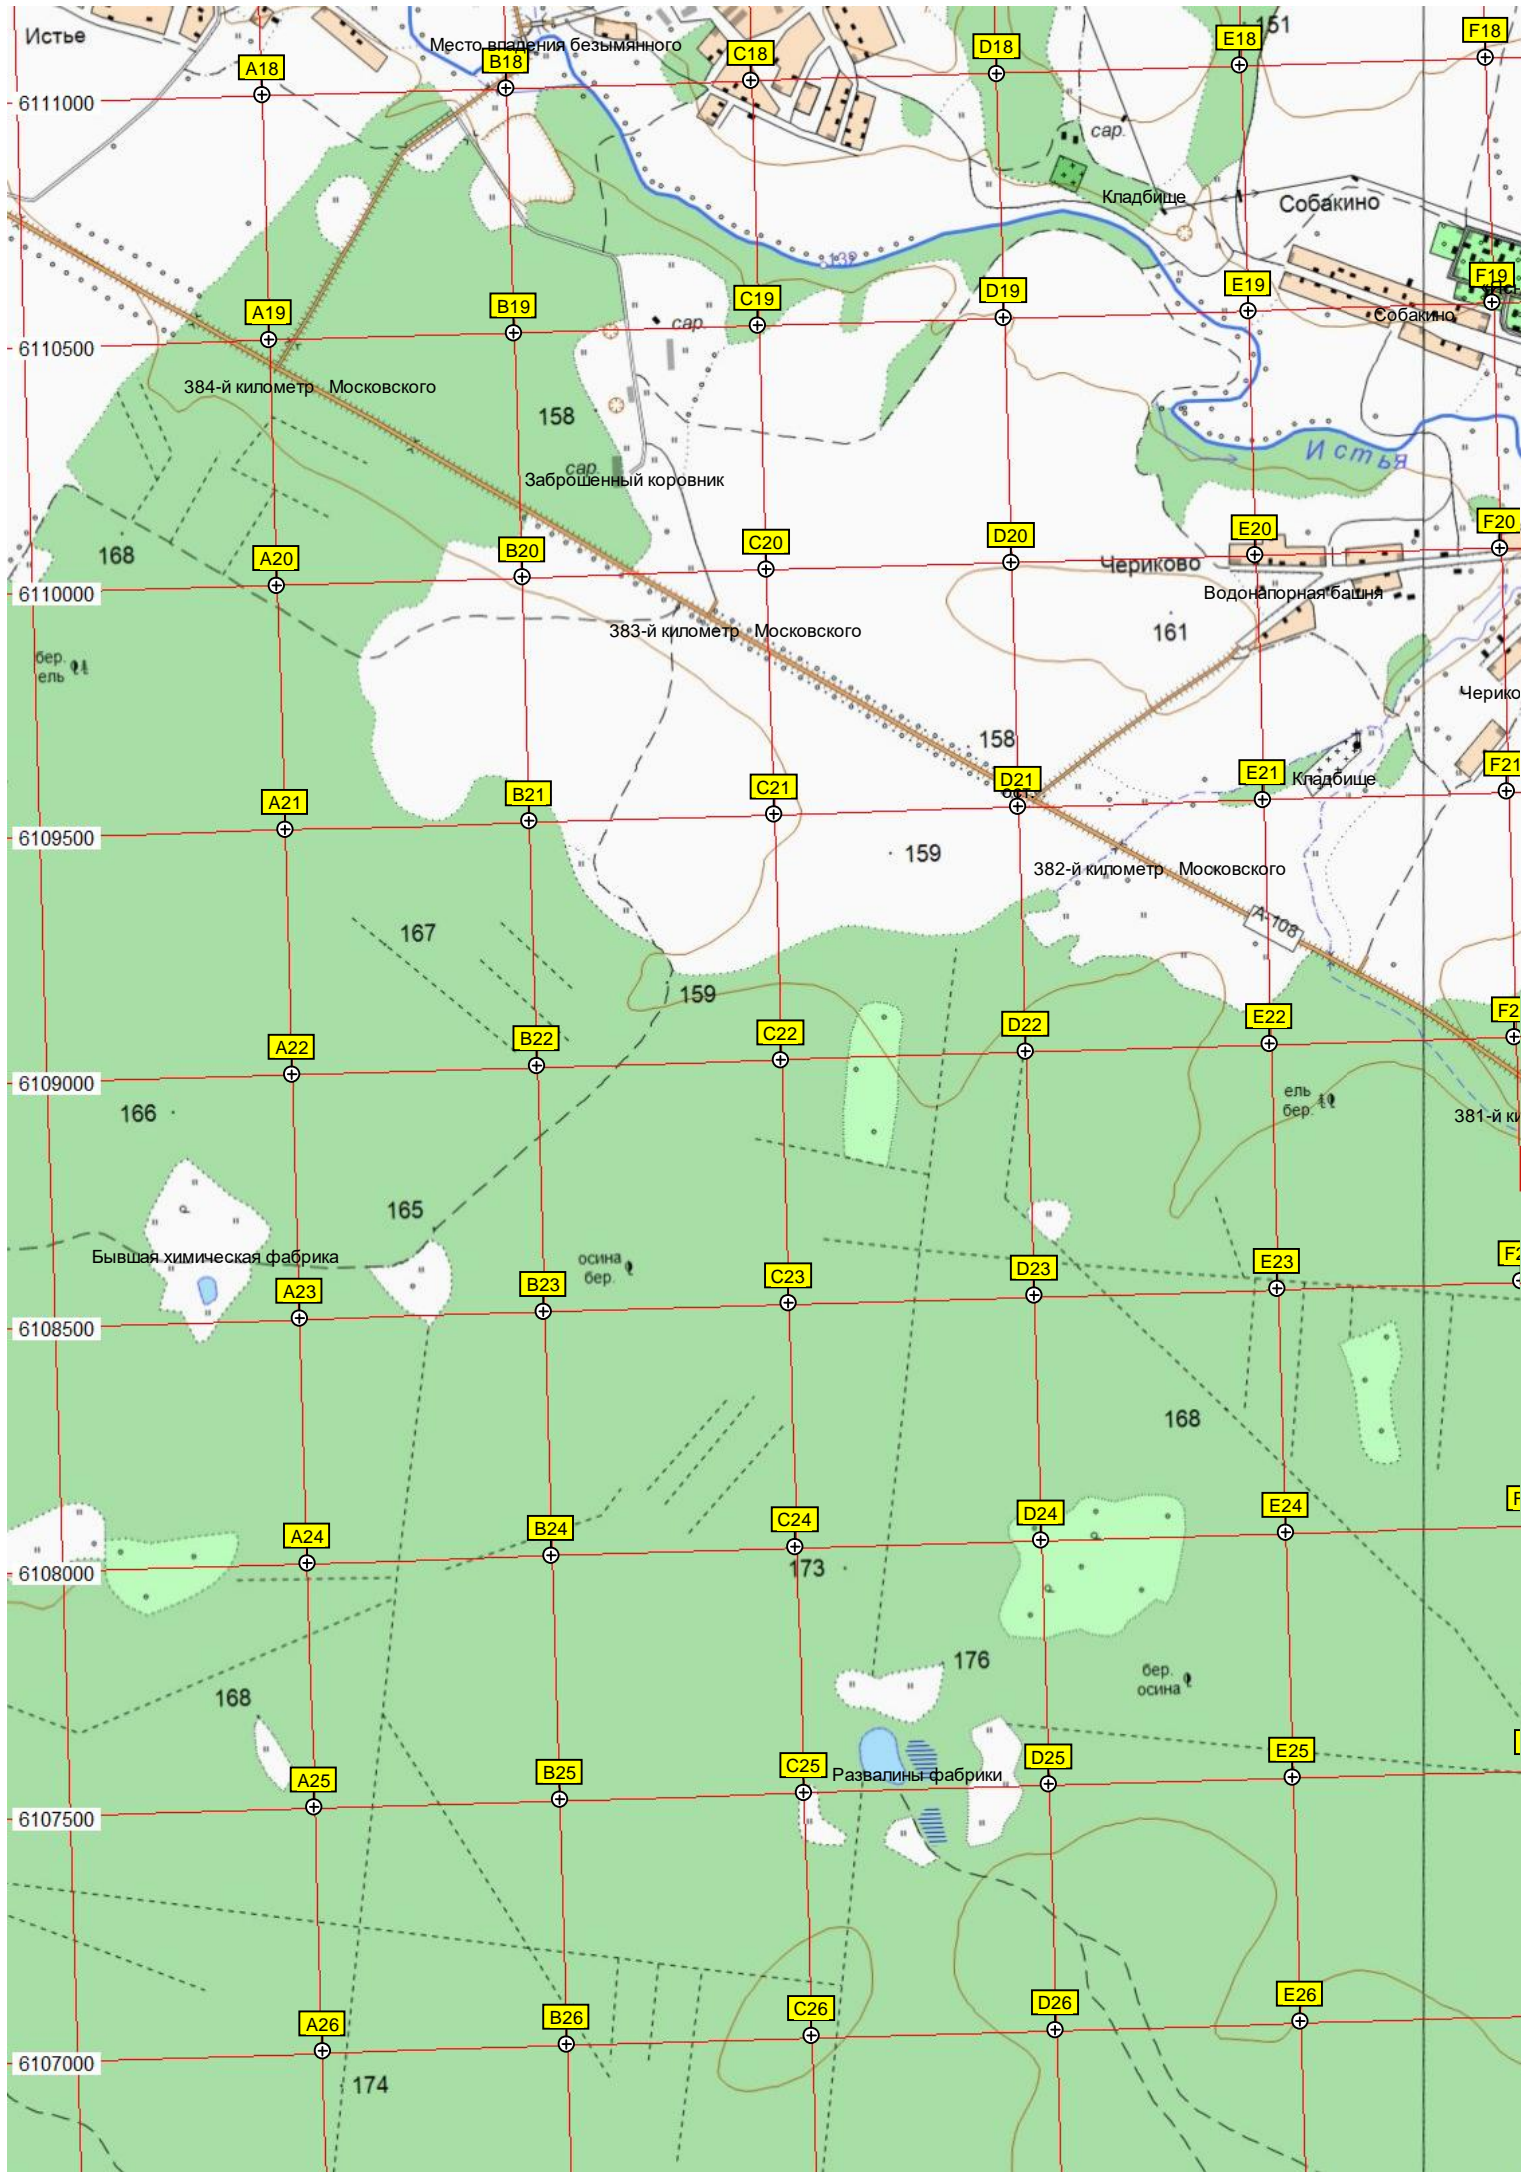 Истье
Место впадения безымянного
151
A18
B18
C18
D18
E18
F18
6111000
сар.
Кладбище
Собакино
139
A19
B19
C19
D19
E19
F19
сар.
Собакино
6110500
384-й километр Московского
158
Истья
сар.
Заброшенный коровник
168
A20
B20
C20
D20
E20
F20
Чериково
6110000
Водонапорная башня
383-й километр Московского
161
бер.
ель
Черико
158
A21
B21
C21
D21
E21
F21
Кладбище
ост.
6109500
159
382-й километр Московского
А-108
167
159
A22
B22
C22
D22
E22
F2
6109000
166
ель
бер.
381-й ки
165
Бывшая химическая фабрика
осина
бер.
A23
B23
C23
D23
E23
F2
6108500
168
A24
B24
C24
D24
E24
F
6108000
173
176
бер.
осина
168
A25
B25
C25
D25
E25
Развалины фабрики
6107500
A26
B26
C26
D26
E26
6107000
174